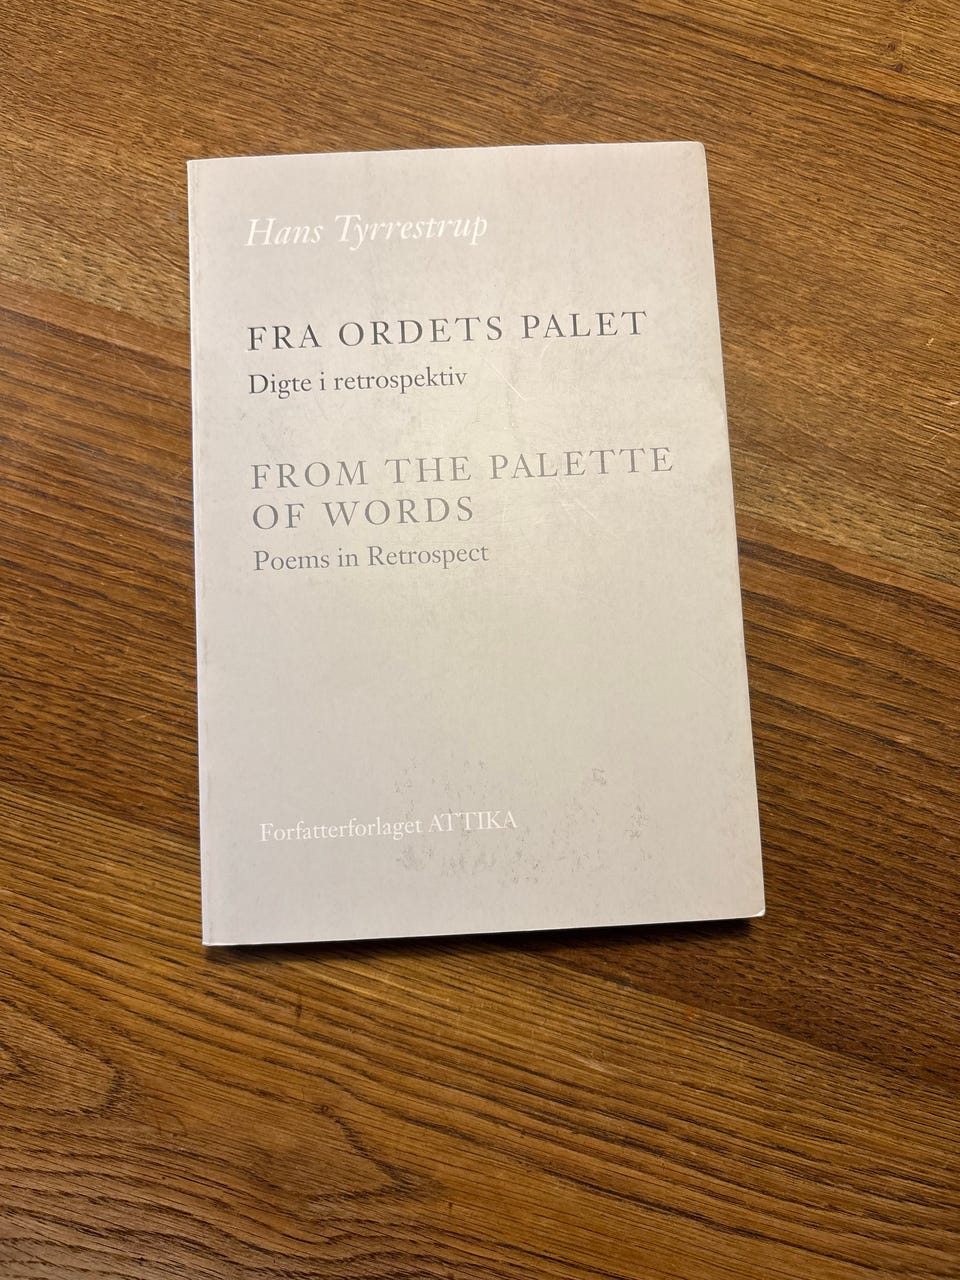 Hans Tyrrestrup
FRA ORDETS PALET
Digte i retrospektiv
FROM THE PALETTE
OF WORDS
Poems in Retrospect
Forfatterforlaget ATTIKA